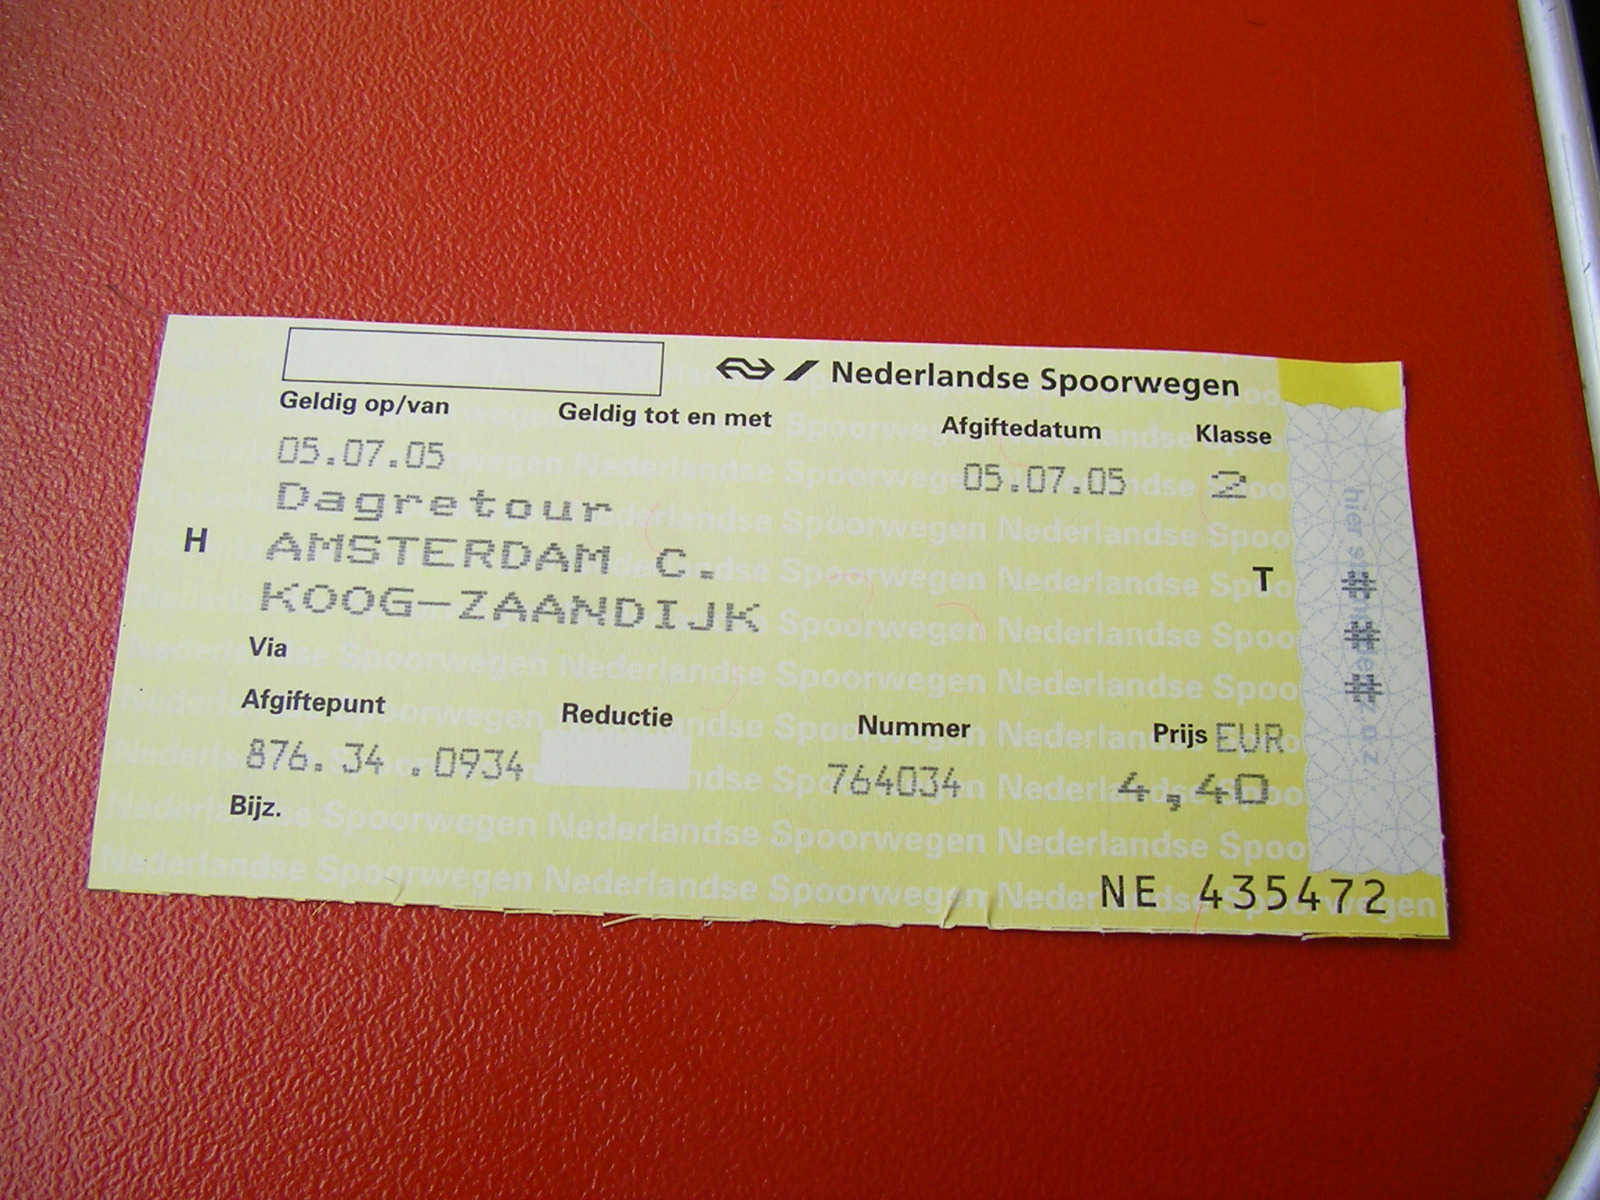 Nederlandse Spoorwegen
Geldig op/van Geldig tot en met Afgiftedatum Klasse
05.07.05 05.07.05 2
Dagretour
H AMSTERDAM C. T
KOOG-ZAANDIJK
Via
Afgiftepunt Reductie Nummer Prijs EUR
876.34 .0934 764034 4,40
Bijz.
NE 435472
hier
###
o.z.